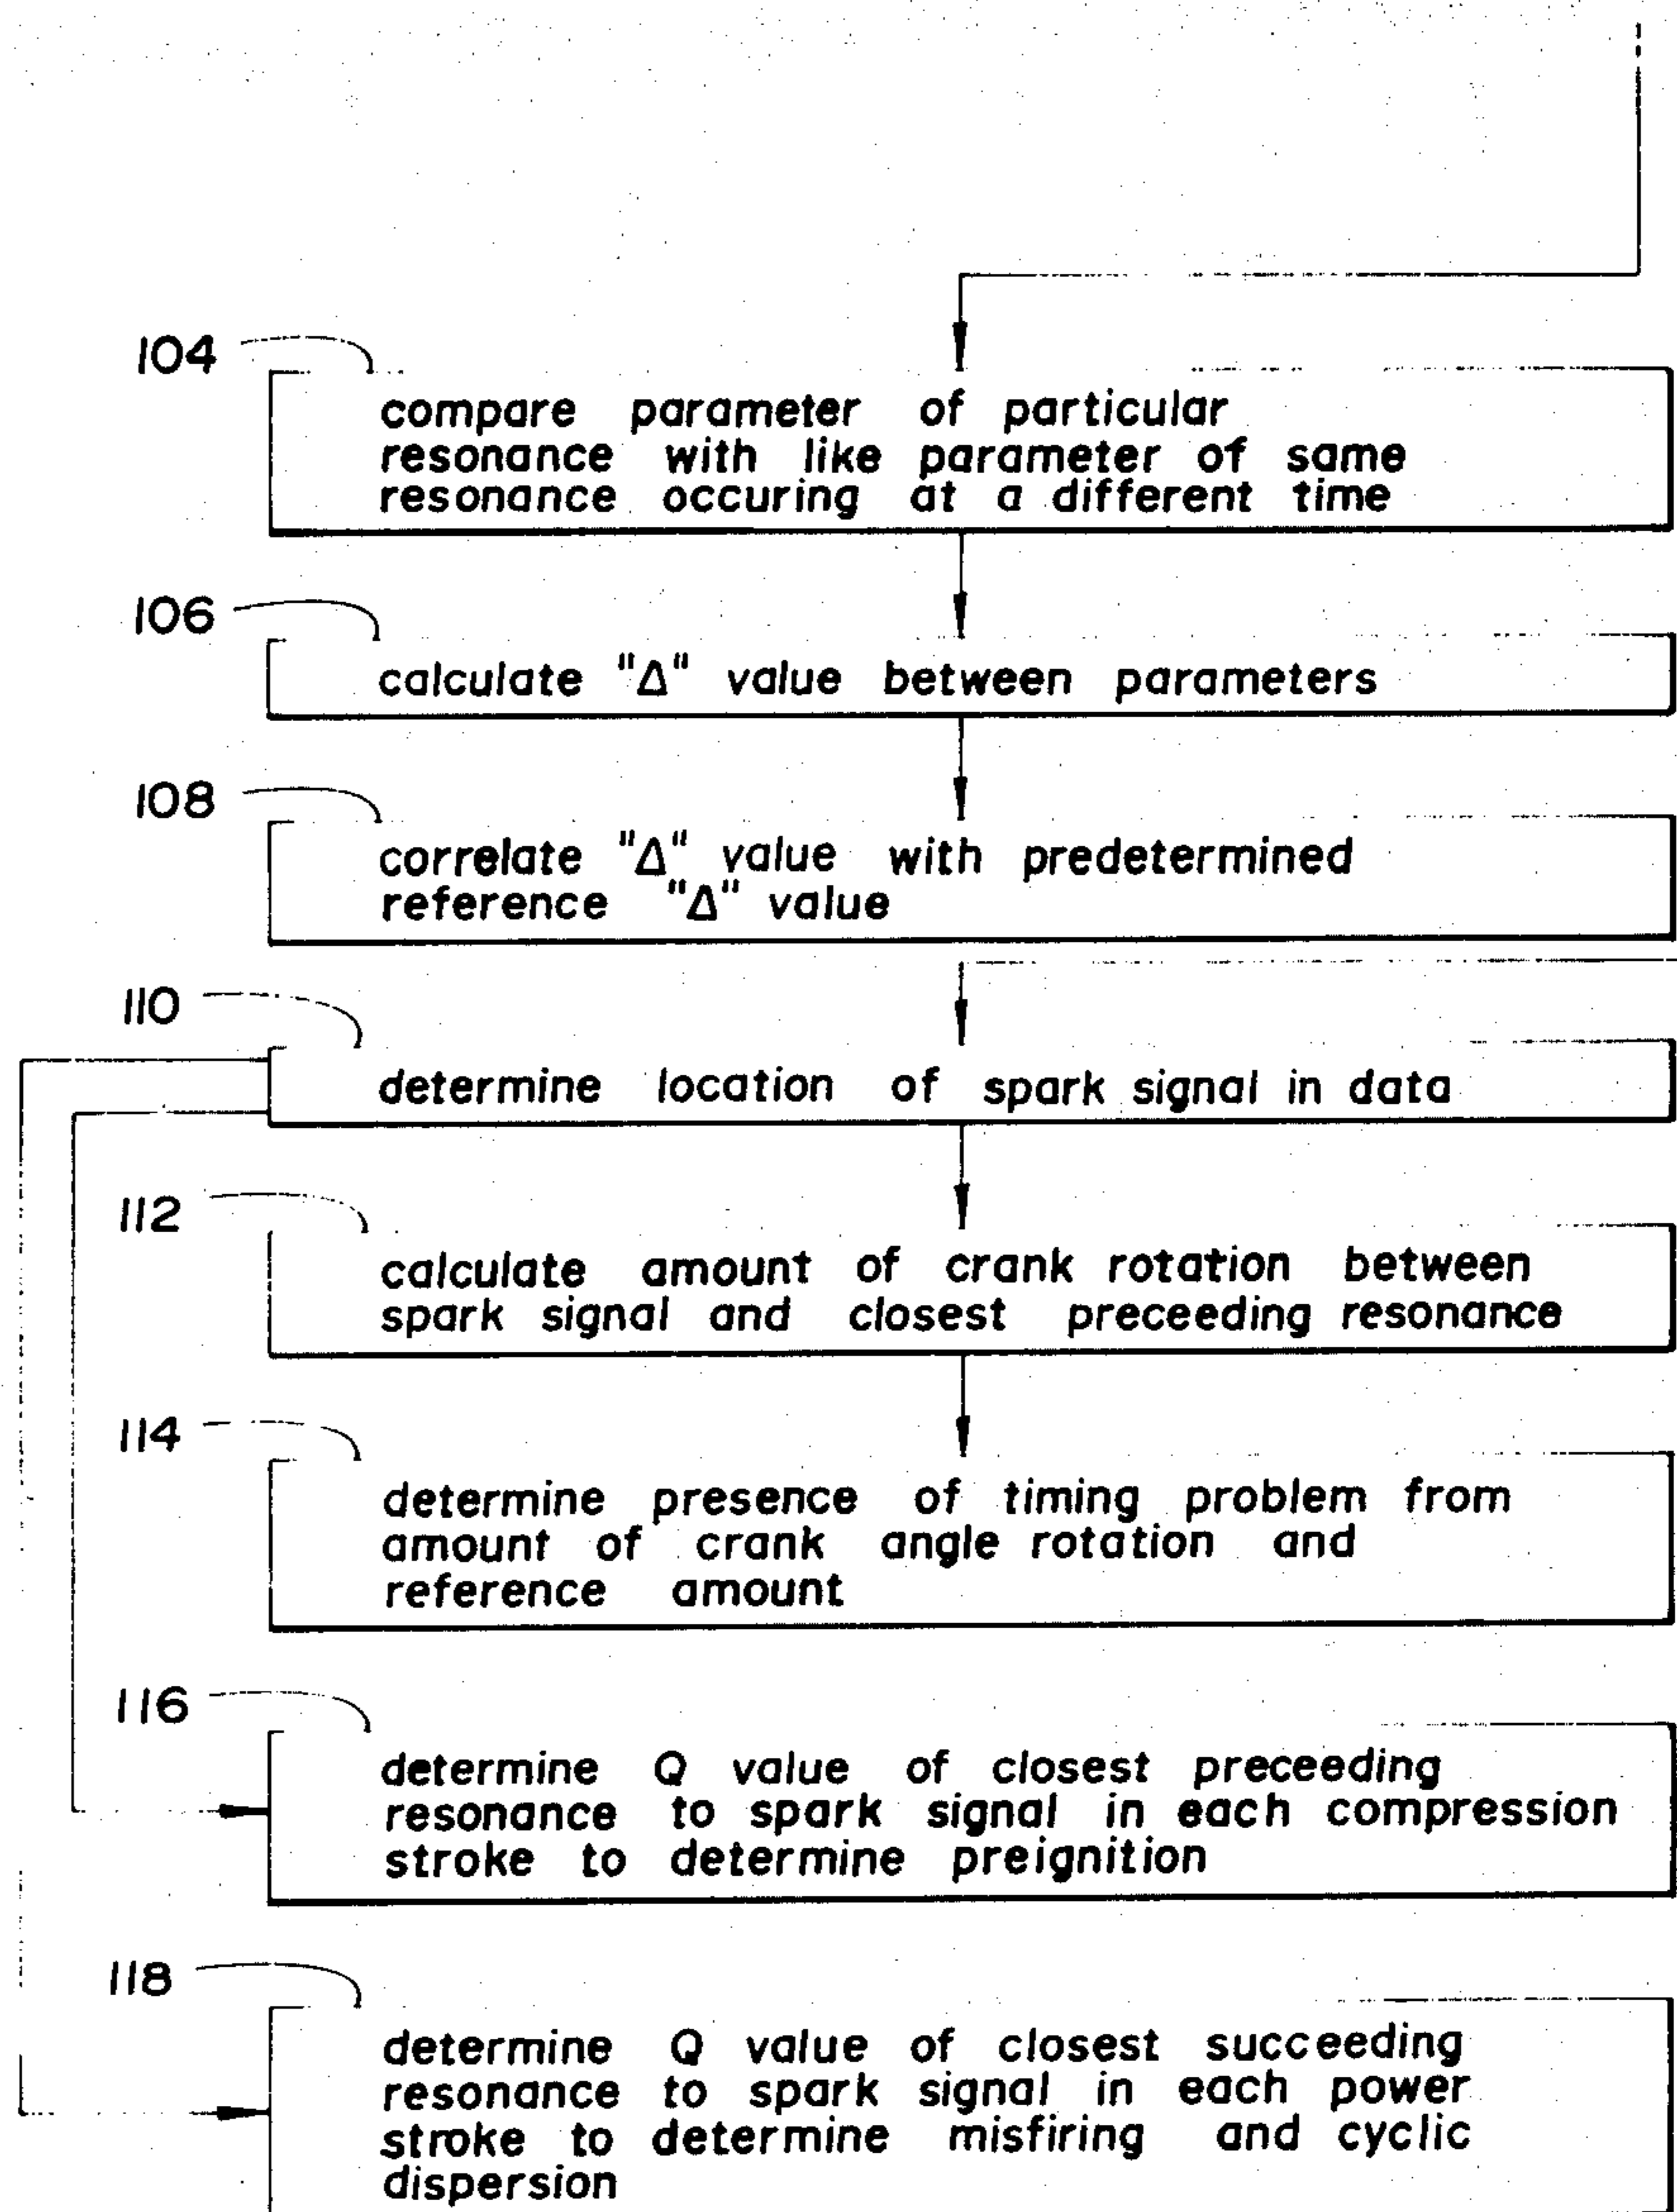 104
compare parameter of particular
resonance with like parameter of same
resonance occuring at a different time
106
calculate "Δ" value between parameters
108
correlate "Δ" value with predetermined
reference "Δ" value
110
determine location of spark signal in data
112
calculate amount of crank rotation between
spark signal and closest preceeding resonance
114
determine presence of timing problem from
amount of crank angle rotation and
reference amount
116
determine Q value of closest preceeding
resonance to spark signal in each compression
stroke to determine preignition
118
determine Q value of closest succeeding
resonance to spark signal in each power
stroke to determine misfiring and cyclic
dispersion